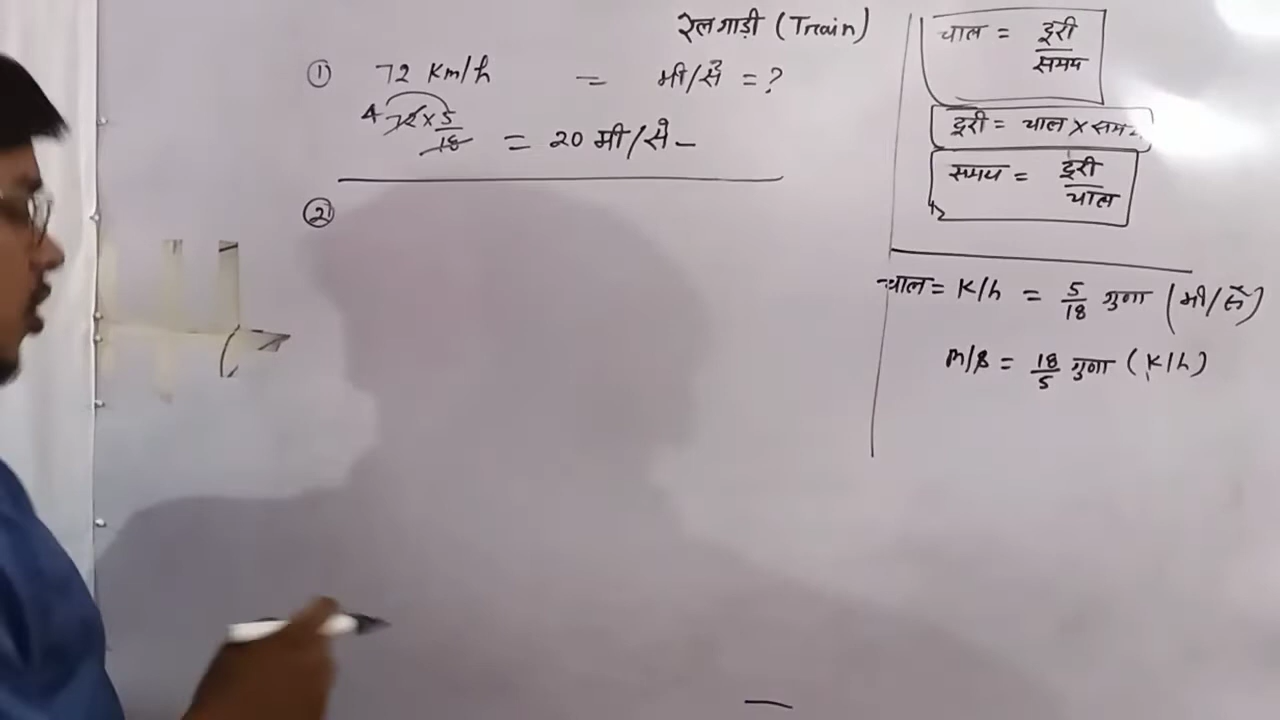 रेलगाड़ी (Train)
① 72 Km/h = मी/से = ?
4 72 × 5/18 = 20 मी/से
②
चाल = दूरी/समय
दूरी = चाल × समय
समय = दूरी/चाल
चाल = K/h = 5/18 गुणा (मी/से)
m/s = 18/5 गुणा (K/h)